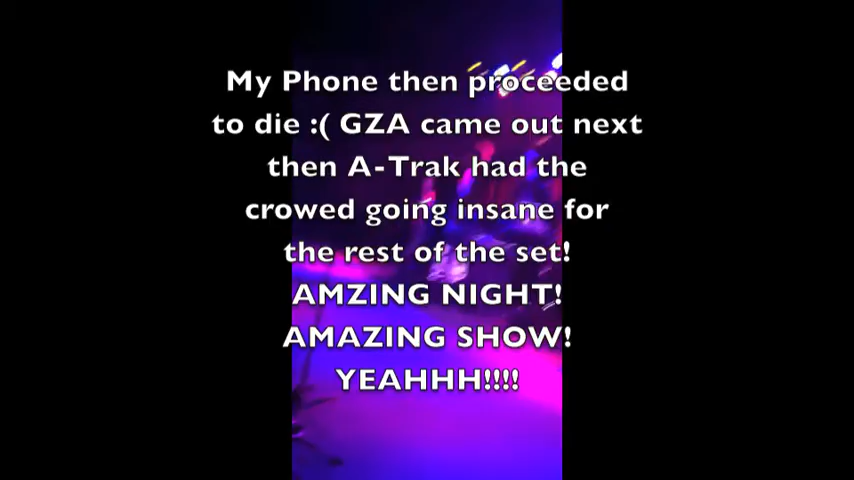 My Phone then proceeded
to die :( GZA came out next
then A-Trak had the
crowed going insane for
the rest of the set!
AMZING NIGHT!
AMAZING SHOW!
YEAHHH!!!!